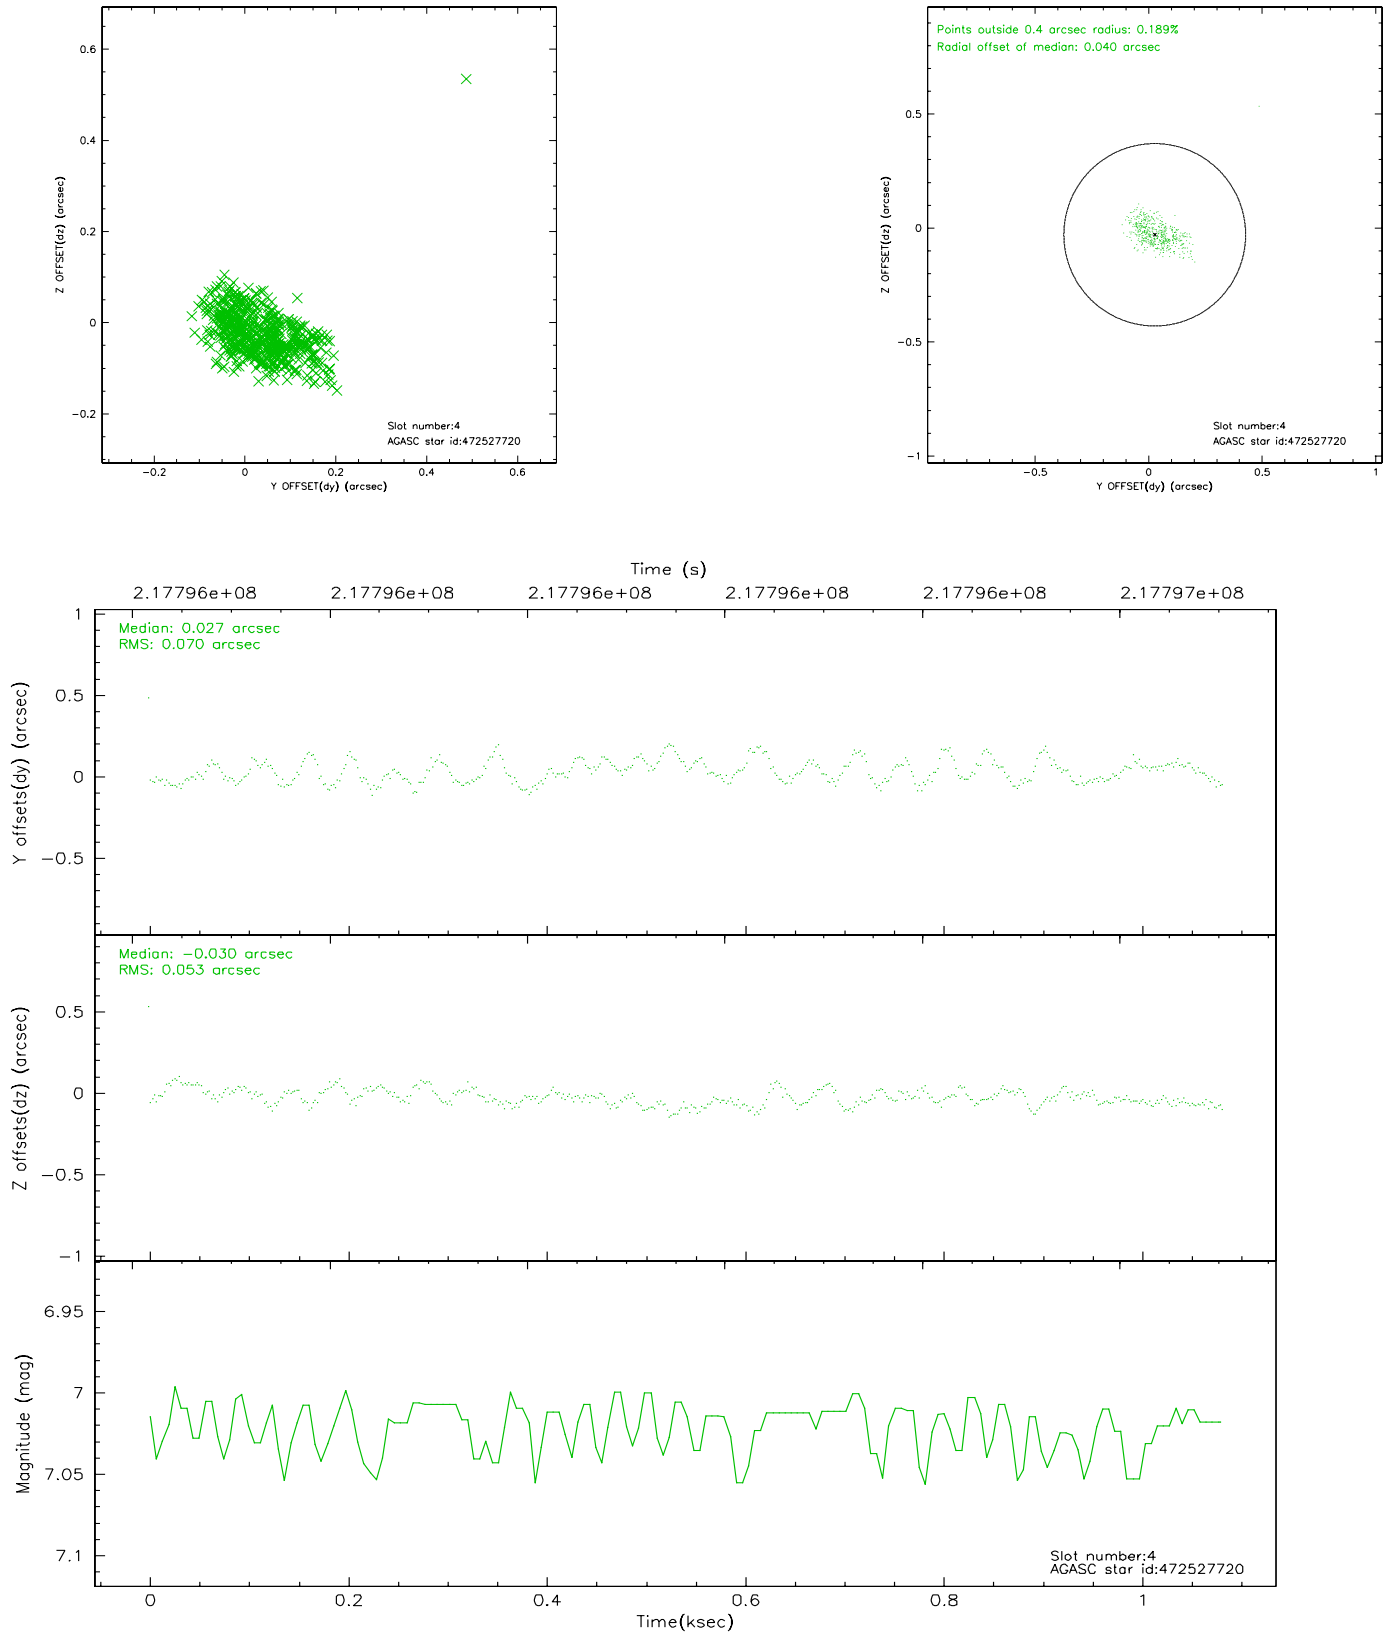 0.6
0.4
0.2
0
−0.2
Z OFFSET(dz) (arcsec)
Slot number:4
AGASC star id:472527720
−0.2 0 0.2 0.4 0.6
Y OFFSET(dy) (arcsec)
Points outside 0.4 arcsec radius: 0.189%
Radial offset of median: 0.040 arcsec
0.5
0
−0.5
−1
Z OFFSET(dz) (arcsec)
Slot number:4
AGASC star id:472527720
−0.5 0 0.5 1
Y OFFSET(dy) (arcsec)
Time (s)
2.17796e+08 2.17796e+08 2.17796e+08 2.17796e+08 2.17796e+08 2.17797e+08
Median: 0.027 arcsec
RMS: 0.070 arcsec
1
0.5
0
−0.5
Y offsets(dy) (arcsec)
Median: −0.030 arcsec
RMS: 0.053 arcsec
0.5
0
−0.5
−1
Z offsets(dz) (arcsec)
6.95
7
7.05
7.1
Magnitude (mag)
Slot number:4
AGASC star id:472527720
0 0.2 0.4 0.6 0.8 1
Time(ksec)